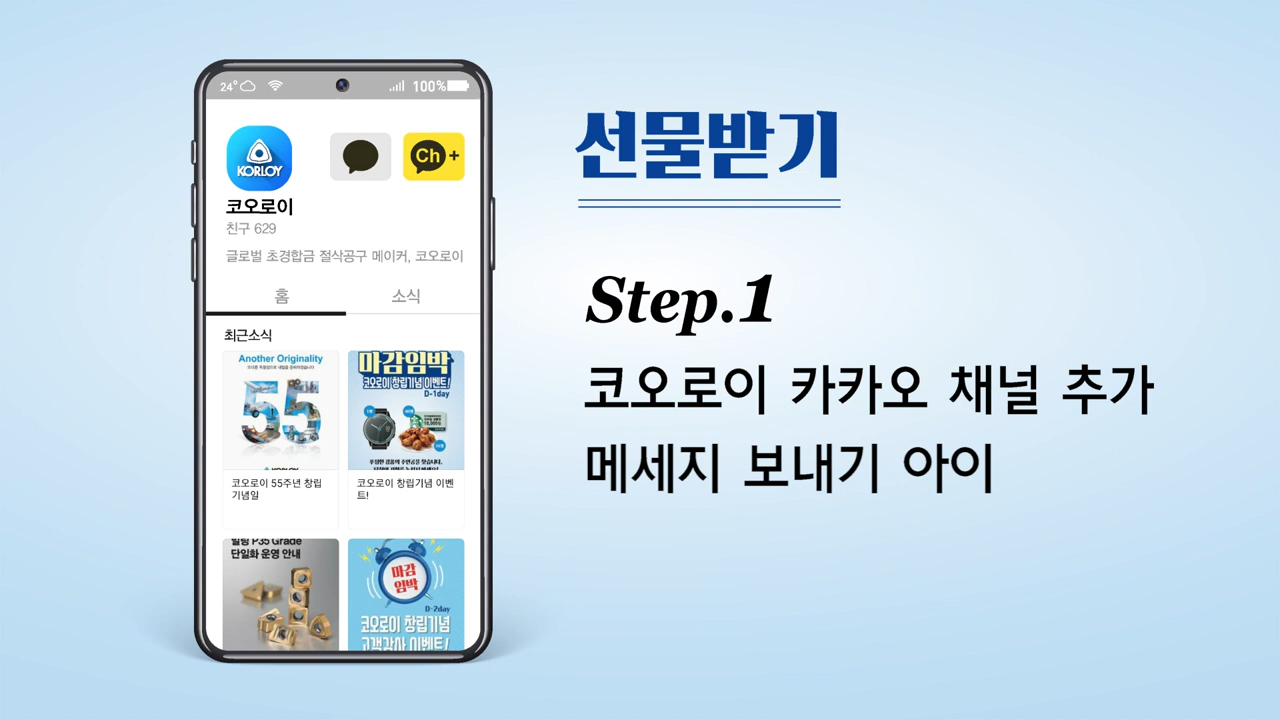 24°
100%
KORLOY
Ch+
코오로이
친구 629
글로벌 초경합금 절삭공구 메이커, 코오로이
홈
소식
최근소식
Another Originality
55
KORLOY
코오로이 55주년 창립
기념일
마감임박
코오로이 창립기념 이벤트!
D-1day
코오로이 창립기념 이벤
트!
밀링 P35 Grade
단일화 운영 안내
마감
임박
D-2day
코오로이 창립기념
고객감사 이벤트!
선물받기
Step.1
코오로이 카카오 채널 추가
메세지 보내기 아이